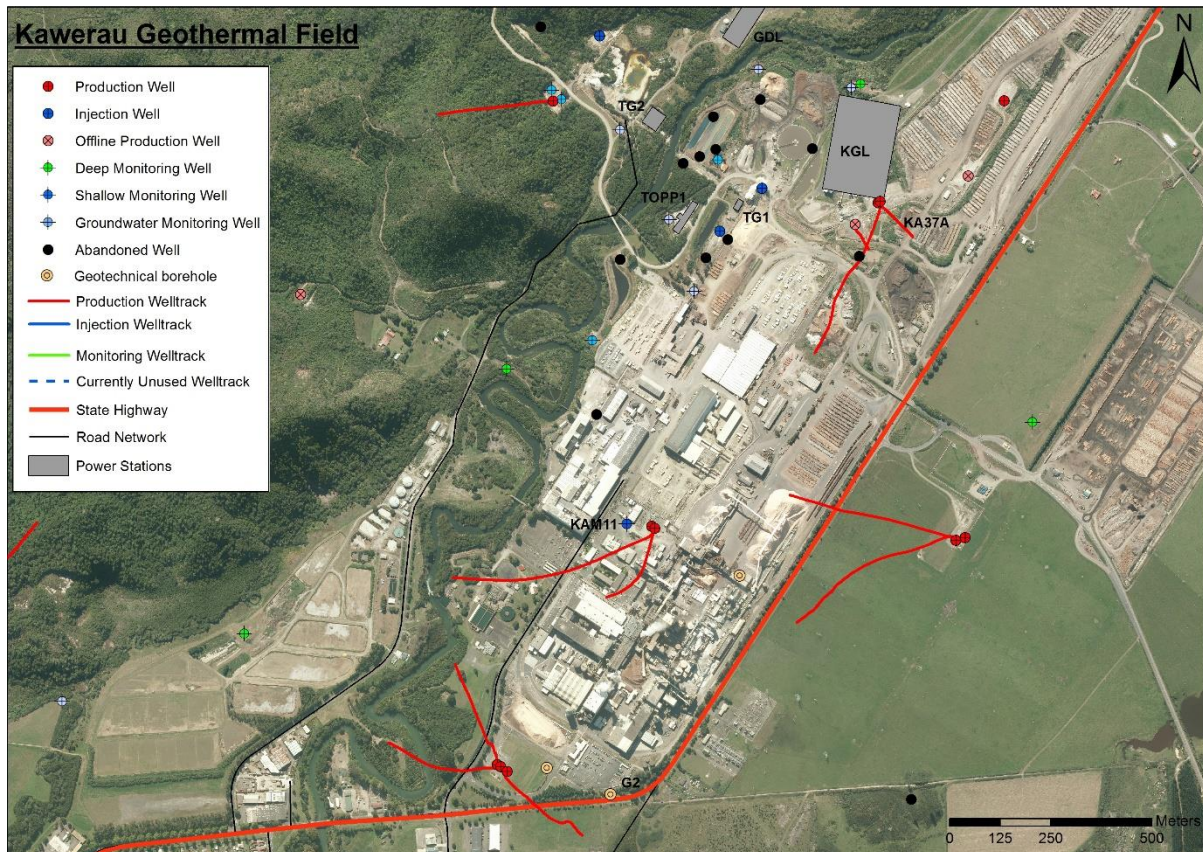 Kawerau Geothermal Field
N
Production Well
Injection Well
Offline Production Well
Deep Monitoring Well
Shallow Monitoring Well
Groundwater Monitoring Well
Abandoned Well
Geotechnical borehole
Production Welltrack
Injection Welltrack
Monitoring Welltrack
Currently Unused Welltrack
State Highway
Road Network
Power Stations
GDL
TG2
KGL
TOPP1
TG1
KA37A
KAM11
G2
Meters
0 125 250 500